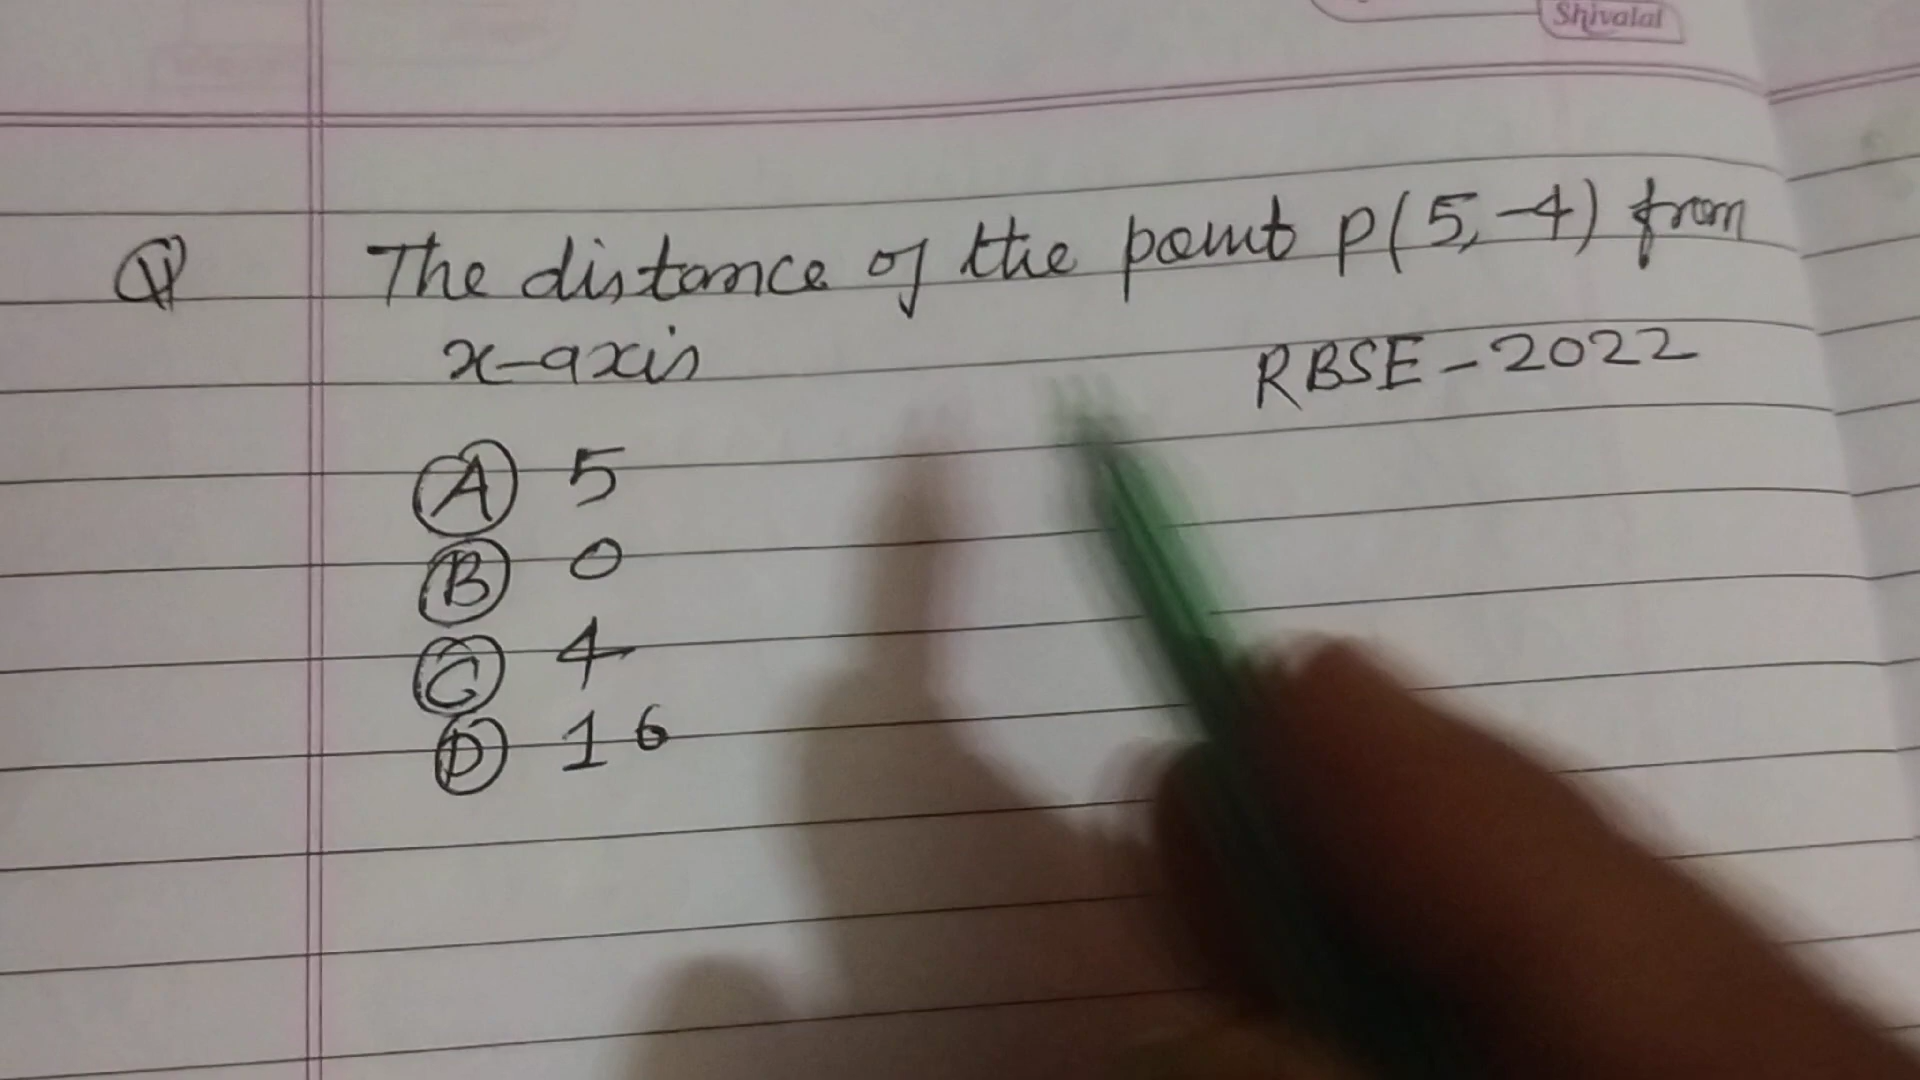 Shivalal
Q The distance of the point P(5,-4) from
x-axis RBSE-2022
A 5
B 0
C 4
D 16